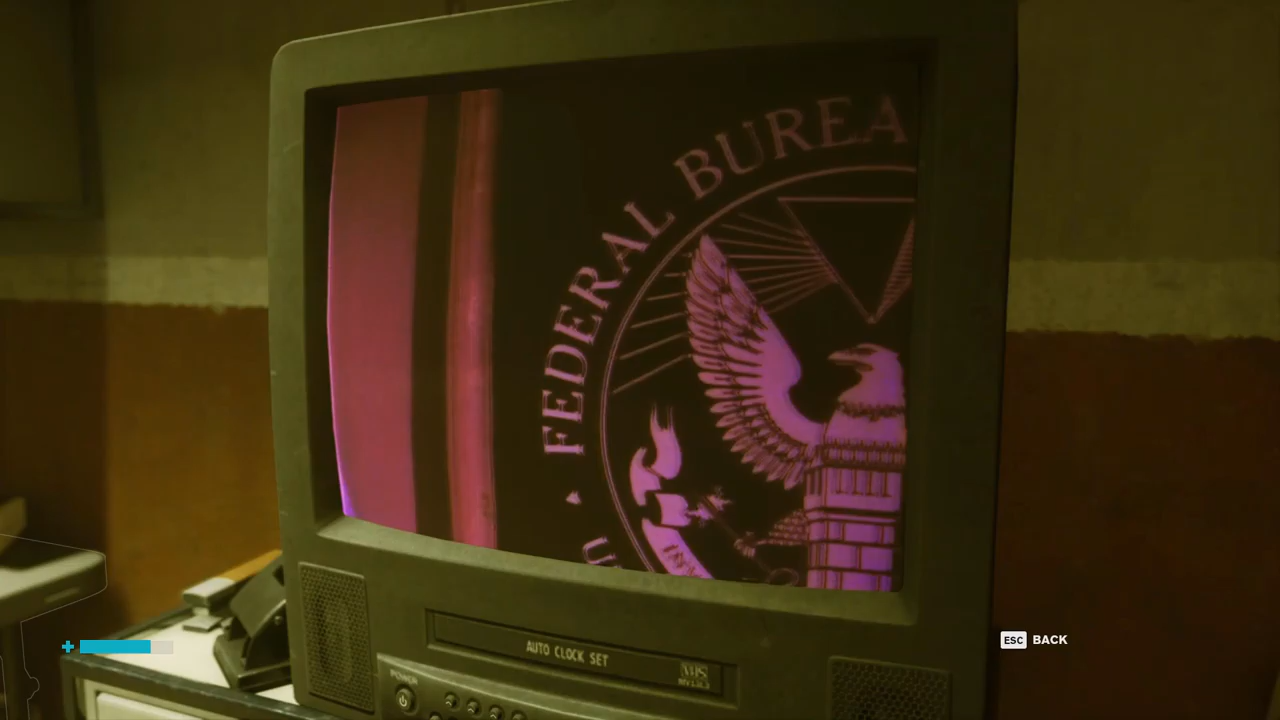 FEDERAL BUREA
U
AUTO CLOCK SET
VHS
POWER
ESC BACK